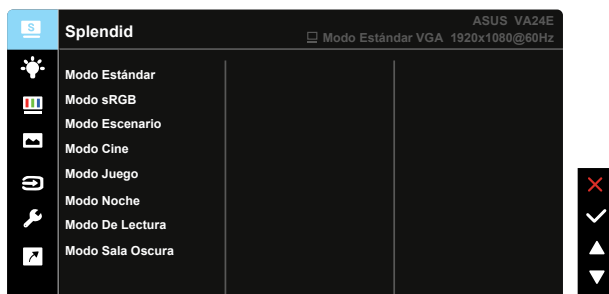 S
Splendid
ASUS VA24E
Modo Estándar VGA 1920x1080@60Hz
Modo Estándar
Modo sRGB
Modo Escenario
Modo Cine
Modo Juego
Modo Noche
Modo De Lectura
Modo Sala Oscura